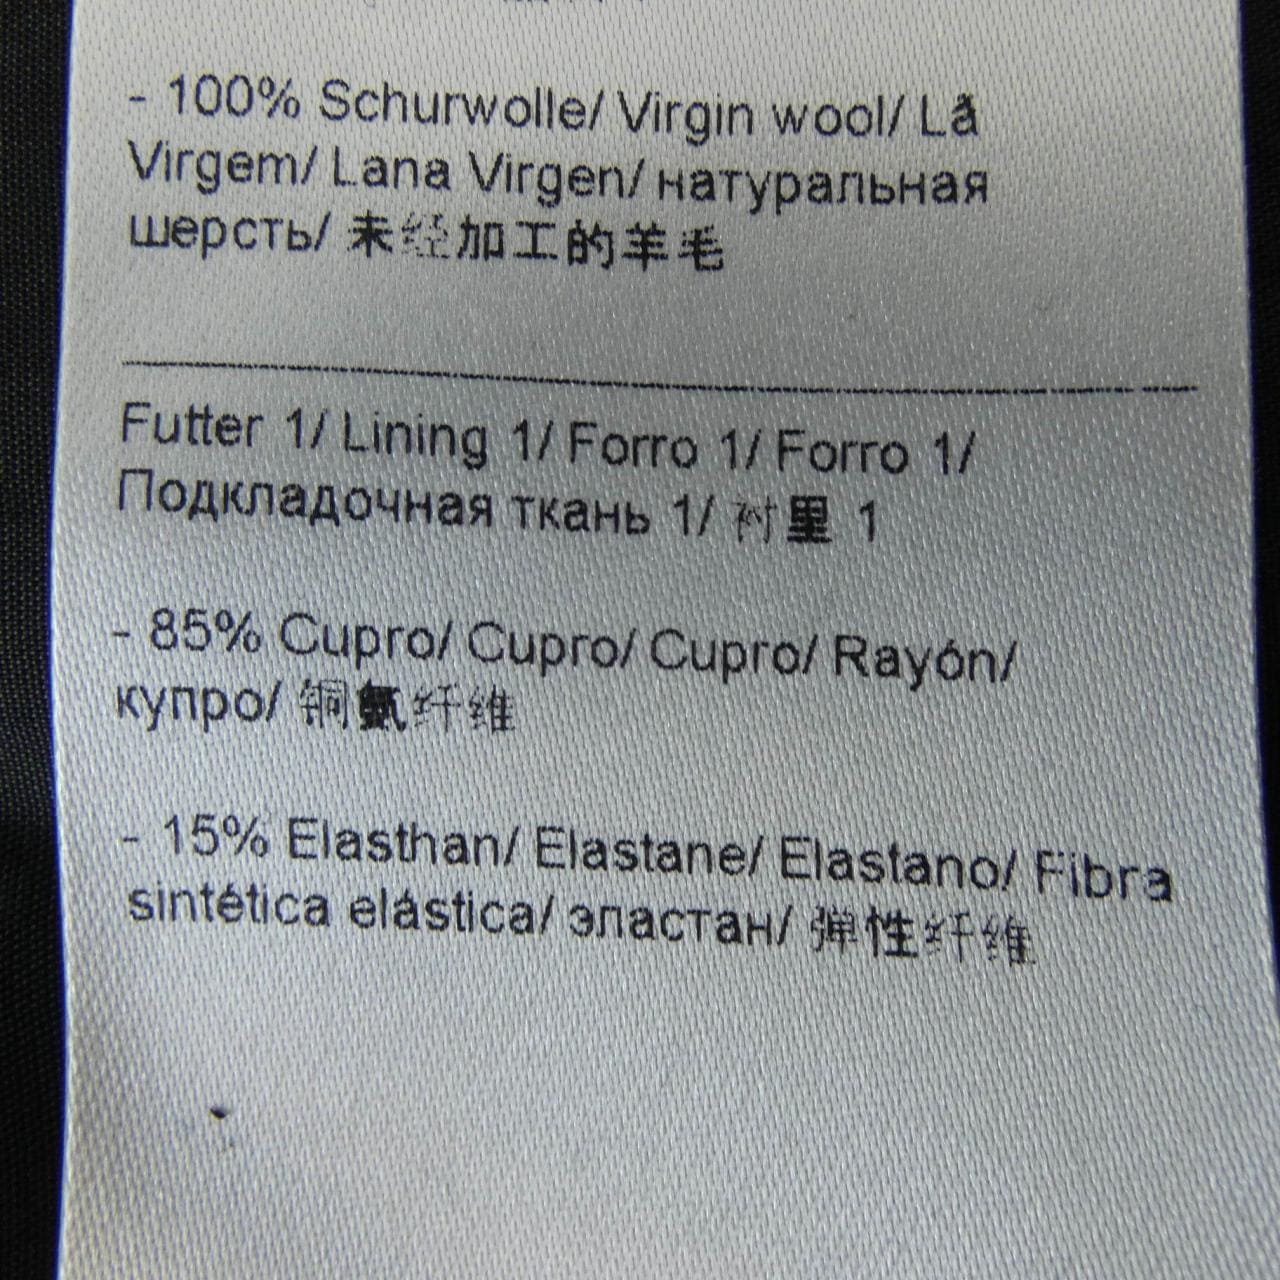 - 100% Schurwolle/ Virgin wool/ Lã
Virgem/ Lana Virgen/ натуральная
шерсть/ 未经加工的羊毛
Futter 1/ Lining 1/ Forro 1/ Forro 1/
Подкладочная ткань 1/ 衬里 1
- 85% Cupro/ Cupro/ Cupro/ Rayón/
купро/ 铜氨纤维
- 15% Elasthan/ Elastane/ Elastano/ Fibra
sintética elástica/ эластан/ 弹性纤维